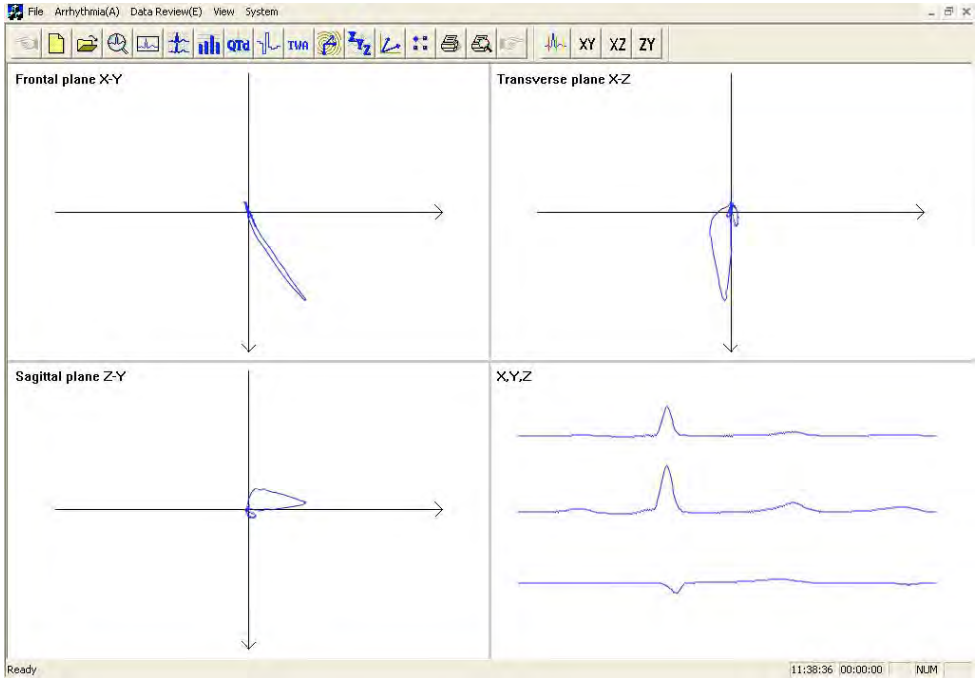 File Arrhythmia(A) Data Review(E) View System
QTd TWA ZYZ XY XZ ZY
Frontal plane X-Y
Transverse plane X-Z
Sagittal plane Z-Y
X,Y,Z
Ready 11:38:36 00:00:00 NUM